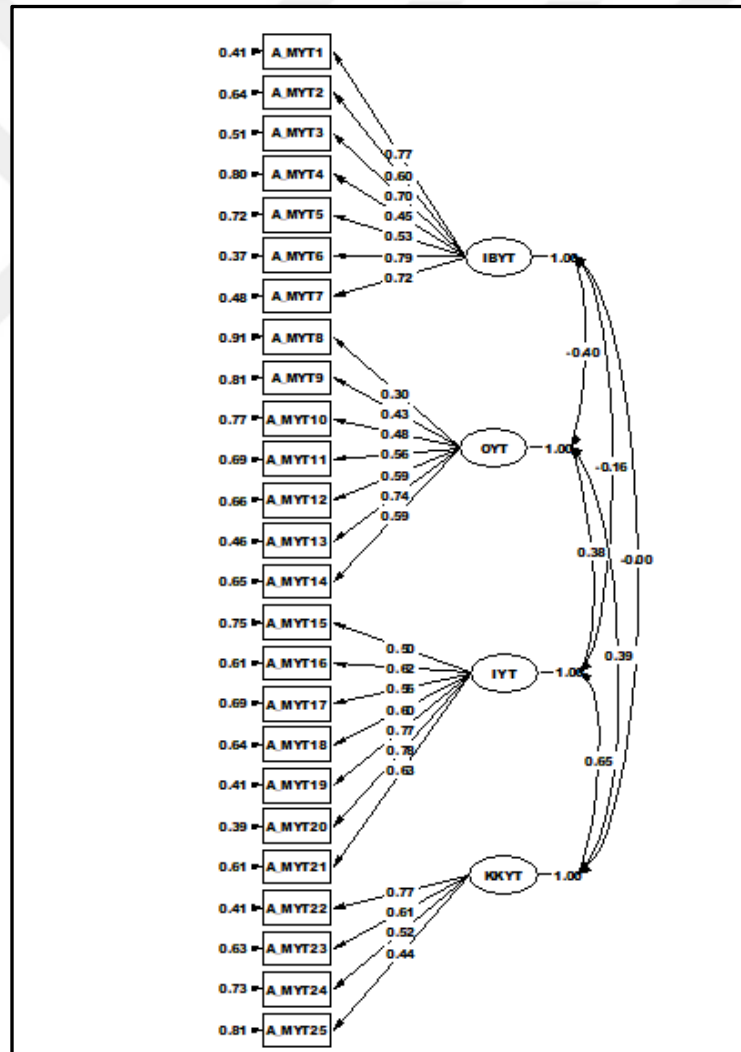 0.41 A_MYT1
0.64 A_MYT2
0.51 A_MYT3
0.80 A_MYT4
0.72 A_MYT5
0.37 A_MYT6
0.48 A_MYT7
0.91 A_MYT8
0.81 A_MYT9
0.77 A_MYT10
0.69 A_MYT11
0.66 A_MYT12
0.46 A_MYT13
0.65 A_MYT14
0.75 A_MYT15
0.61 A_MYT16
0.69 A_MYT17
0.64 A_MYT18
0.41 A_MYT19
0.39 A_MYT20
0.61 A_MYT21
0.41 A_MYT22
0.63 A_MYT23
0.73 A_MYT24
0.81 A_MYT25
0.77
0.60
0.70
0.45
0.53
0.79
0.72
IBYT 1.00
0.30
0.43
0.48
0.56
0.59
0.74
0.59
OYT 1.00
0.50
0.62
0.60
0.77
0.78
0.63
IYT 1.00
0.77
0.61
0.52
0.44
KKYT 1.00
-0.40
-0.16
0.38
-0.00
0.39
0.65